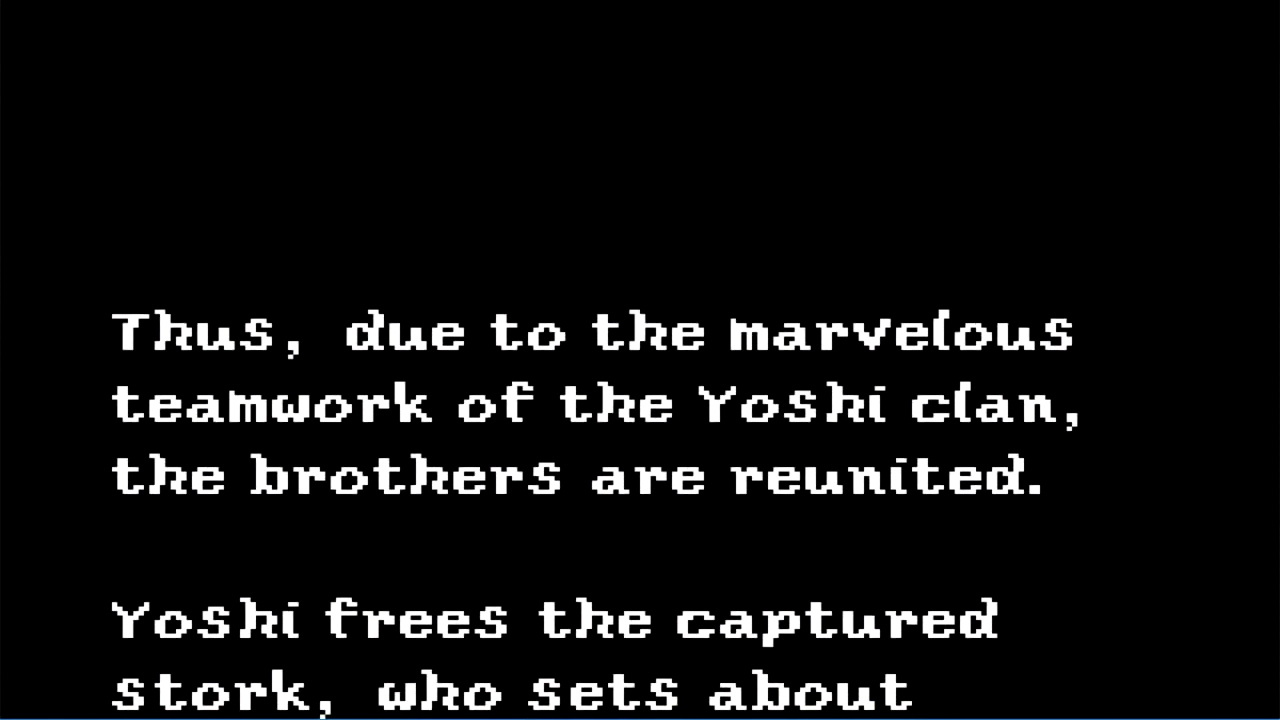 Thus, due to the marvelous
teamwork of the Yoshi clan,
the brothers are reunited.
Yoshi frees the captured
stork, who sets about